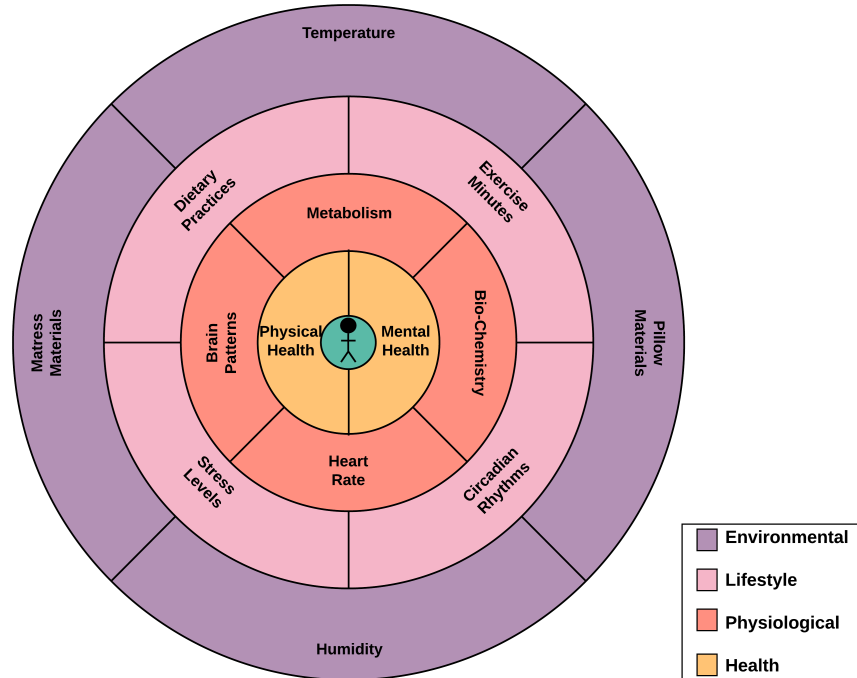 Temperature
Dietary
Practices
Exercise
Minutes
Metabolism
Matress
Materials
Brain
Patterns
Physical
Health
Mental
Health
Bio-Chemistry
Pillow
Materials
Stress
Levels
Heart
Rate
Circadian
Rhythms
Humidity
Environmental
Lifestyle
Physiological
Health